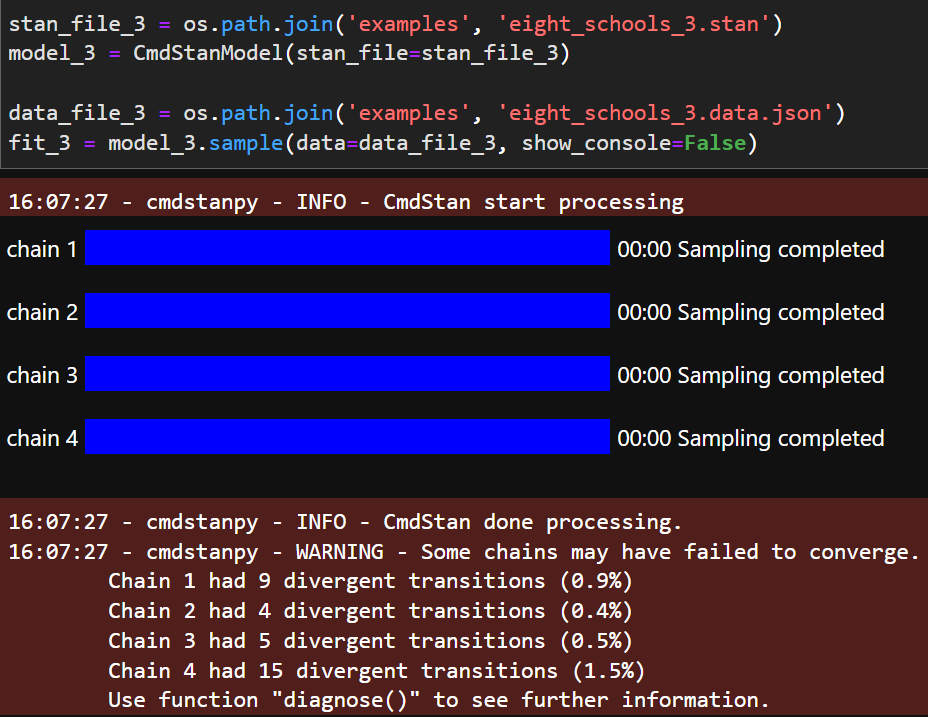 stan_file_3 = os.path.join('examples', 'eight_schools_3.stan')
model_3 = CmdStanModel(stan_file=stan_file_3)
data_file_3 = os.path.join('examples', 'eight_schools_3.data.json')
fit_3 = model_3.sample(data=data_file_3, show_console=False)
16:07:27 - cmdstanpy - INFO - CmdStan start processing
chain 1 00:00 Sampling completed
chain 2 00:00 Sampling completed
chain 3 00:00 Sampling completed
chain 4 00:00 Sampling completed
16:07:27 - cmdstanpy - INFO - CmdStan done processing.
16:07:27 - cmdstanpy - WARNING - Some chains may have failed to converge.
Chain 1 had 9 divergent transitions (0.9%)
Chain 2 had 4 divergent transitions (0.4%)
Chain 3 had 5 divergent transitions (0.5%)
Chain 4 had 15 divergent transitions (1.5%)
Use function "diagnose()" to see further information.